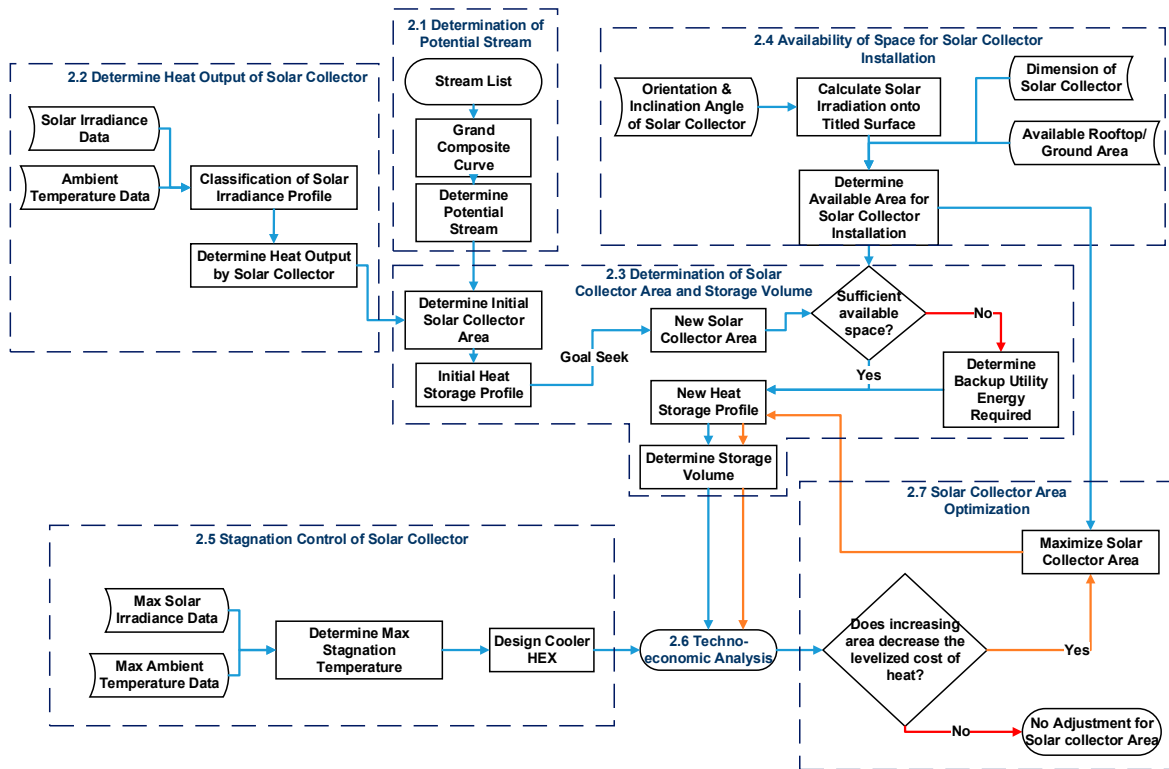 2.1 Determination of
Potential Stream
Stream List
Grand
Composite
Curve
Determine
Potential
Stream
2.2 Determine Heat Output of Solar Collector
Solar Irradiance
Data
Ambient
Temperature Data
Classification of Solar
Irradiance Profile
Determine Heat Output
by Solar Collector
2.4 Availability of Space for Solar Collector
Installation
Orientation &
Inclination Angle
of Solar Collector
Calculate Solar
Irradiation onto
Titled Surface
Dimension of
Solar Collector
Available Rooftop/
Ground Area
Determine
Available Area for
Solar Collector
Installation
2.3 Determination of Solar
Collector Area and Storage Volume
Determine Initial
Solar Collector
Area
Initial Heat
Storage Profile
Goal Seek
New Solar
Collector Area
Sufficient
available
space?
No
Yes
Determine
Backup Utility
Energy
Required
New Heat
Storage Profile
Determine Storage
Volume
2.5 Stagnation Control of Solar Collector
Max Solar
Irradiance Data
Max Ambient
Temperature Data
Determine Max
Stagnation
Temperature
Design Cooler
HEX
2.6 Techno-
economic Analysis
2.7 Solar Collector Area
Optimization
Maximize Solar
Collector Area
Does increasing
area decrease the
levelized cost of
heat?
Yes
No
No Adjustment for
Solar collector Area